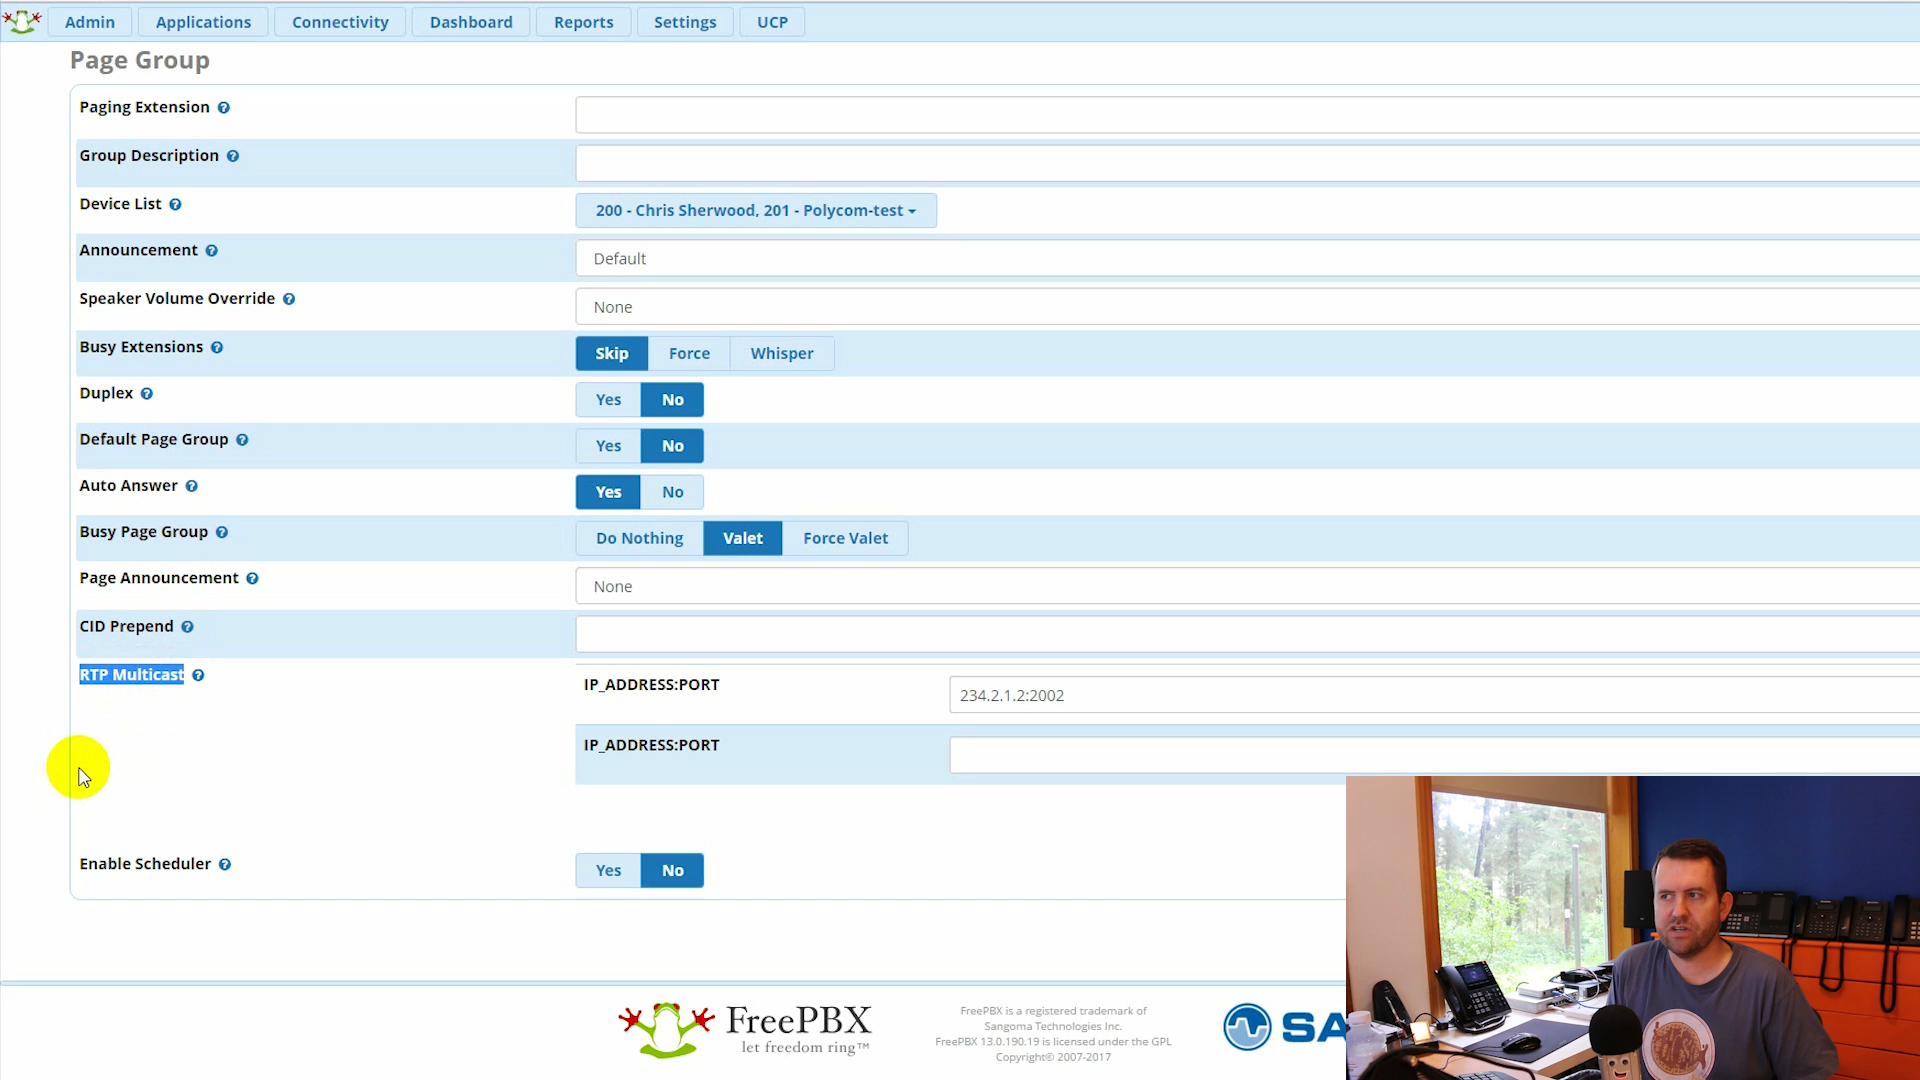 Admin
Applications
Connectivity
Dashboard
Reports
Settings
UCP
Page Group
Paging Extension
Group Description
Device List
200 - Chris Sherwood, 201 - Polycom-test
Announcement
Default
Speaker Volume Override
None
Busy Extensions
Skip
Force
Whisper
Duplex
Yes
No
Default Page Group
Yes
No
Auto Answer
Yes
No
Busy Page Group
Do Nothing
Valet
Force Valet
Page Announcement
None
CID Prepend
RTP Multicast
IP_ADDRESS:PORT
234.2.1.2:2002
IP_ADDRESS:PORT
Enable Scheduler
Yes
No
FreePBX
let freedom ring™
FreePBX is a registered trademark of
Sangoma Technologies Inc.
FreePBX 13.0.190.19 is licensed under the GPL
Copyright© 2007-2017
SA